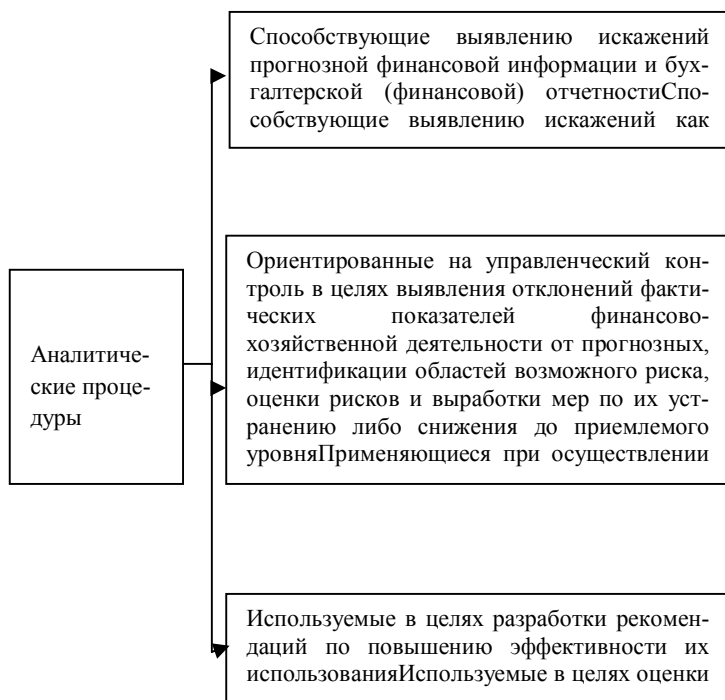 Способствующие выявлению искажений
прогнозной финансовой информации и бух-
галтерской (финансовой) отчетностиСпо-
собствующие выявлению искажений как
Аналитиче-
ские проце-
дуры
Ориентированные на управленческий кон-
троль в целях выявления отклонений факти-
ческих показателей финансово-
хозяйственной деятельности от прогнозных,
идентификации областей возможного риска,
оценки рисков и выработки мер по их уст-
ранению либо снижения до приемлемого
уровняПрименяющиеся при осуществлении
Используемые в целях разработки рекомен-
даций по повышению эффективности их
использованияИспользуемые в целях оценки